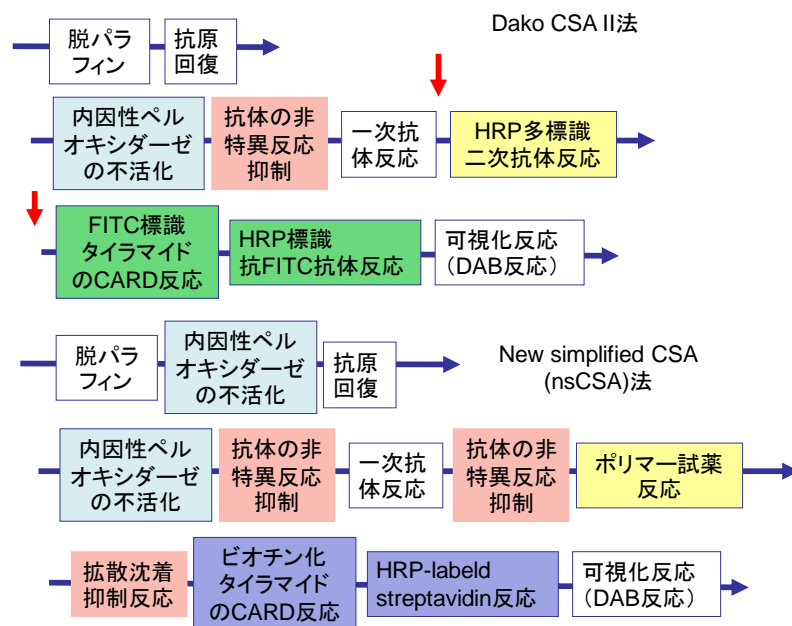 Dako CSA II法
脱パラ
フィン
抗原
回復
内因性ペル
オキシダーゼ
の不活化
抗体の非
特異反応
抑制
一次抗
体反応
HRP多標識
二次抗体反応
FITC標識
タイラマイド
のCARD反応
HRP標識
抗FITC抗体反応
可視化反応
（DAB反応）
New simplified CSA
(nsCSA)法
脱パラ
フィン
内因性ペル
オキシダーゼ
の不活化
抗原
回復
内因性ペル
オキシダーゼ
の不活化
抗体の非
特異反応
抑制
一次抗
体反応
抗体の非
特異反応
抑制
ポリマー試薬
反応
拡散沈着
抑制反応
ビオチン化
タイラマイド
のCARD反応
HRP-labeld
streptavidin反応
可視化反応
（DAB反応）